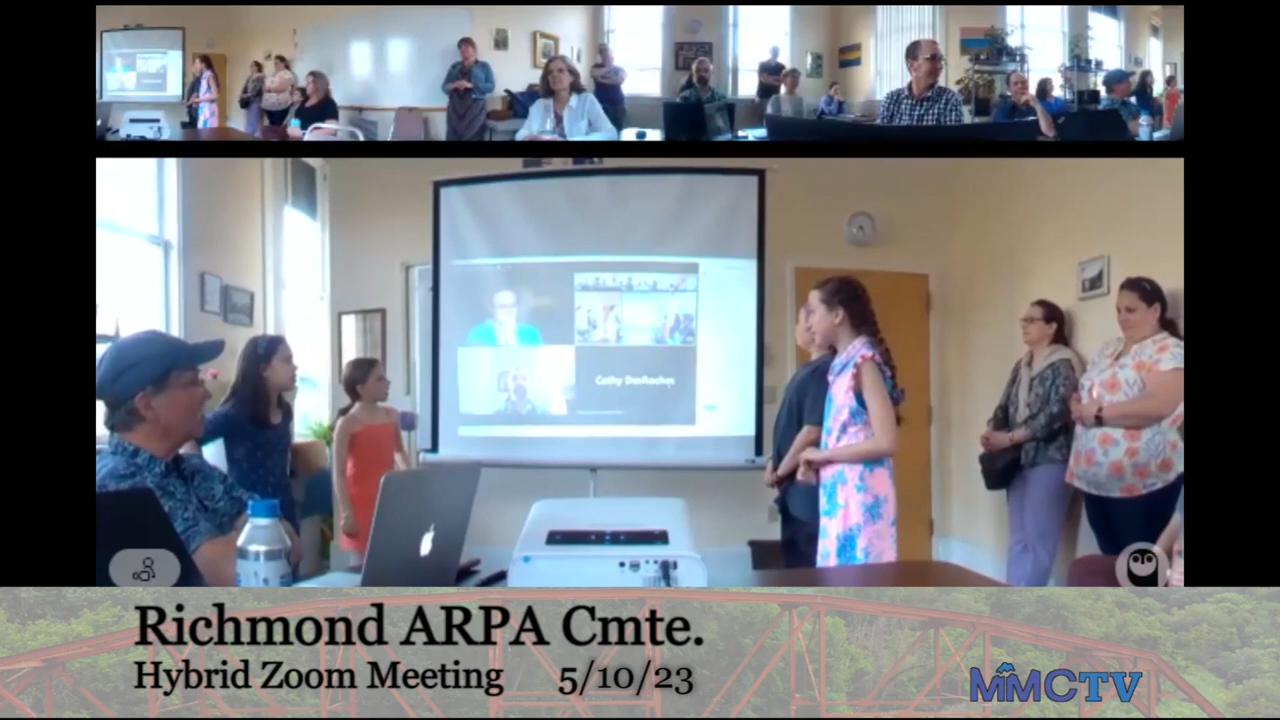 Cathy DesRoches
Richmond ARPA Cmte.
Hybrid Zoom Meeting 5/10/23
MMCTV